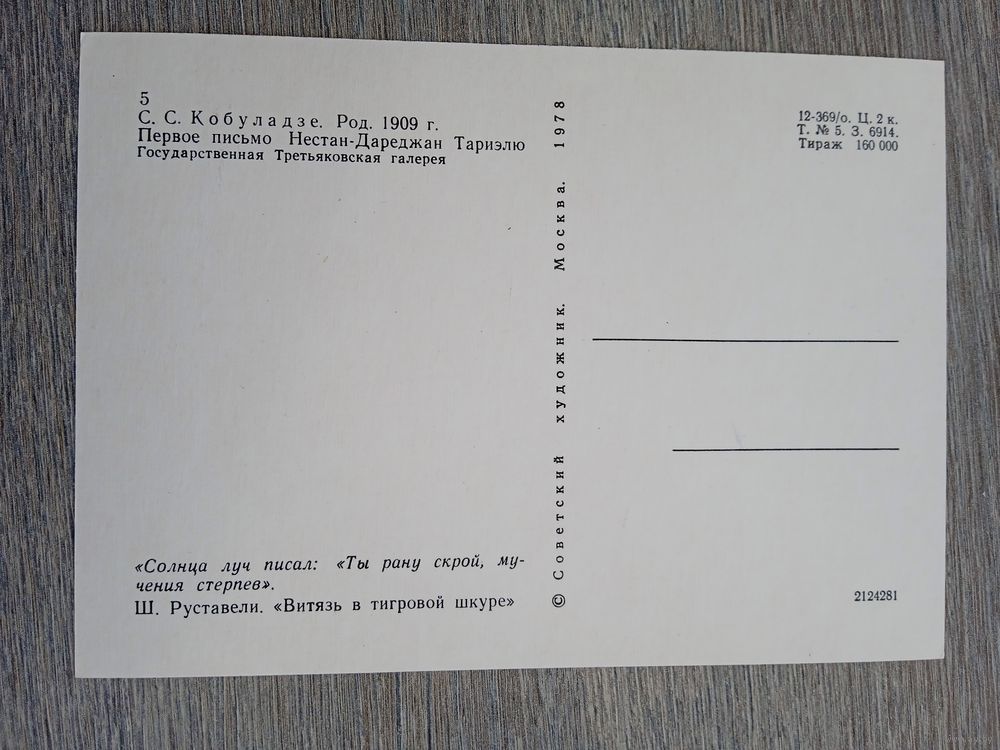 5
С. С. Кобуладзе. Род. 1909 г.
Первое письмо Нестан-Дареджан Тариэлю
Государственная Третьяковская галерея
«Солнца луч писал: «Ты рану скрой, му-
чения стерпев».
Ш. Руставели. «Витязь в тигровой шкуре»
© Советский художник. Москва. 1978
12-369/о. Ц. 2 к.
Т. № 5. З. 6914.
Тираж 160 000
2124281